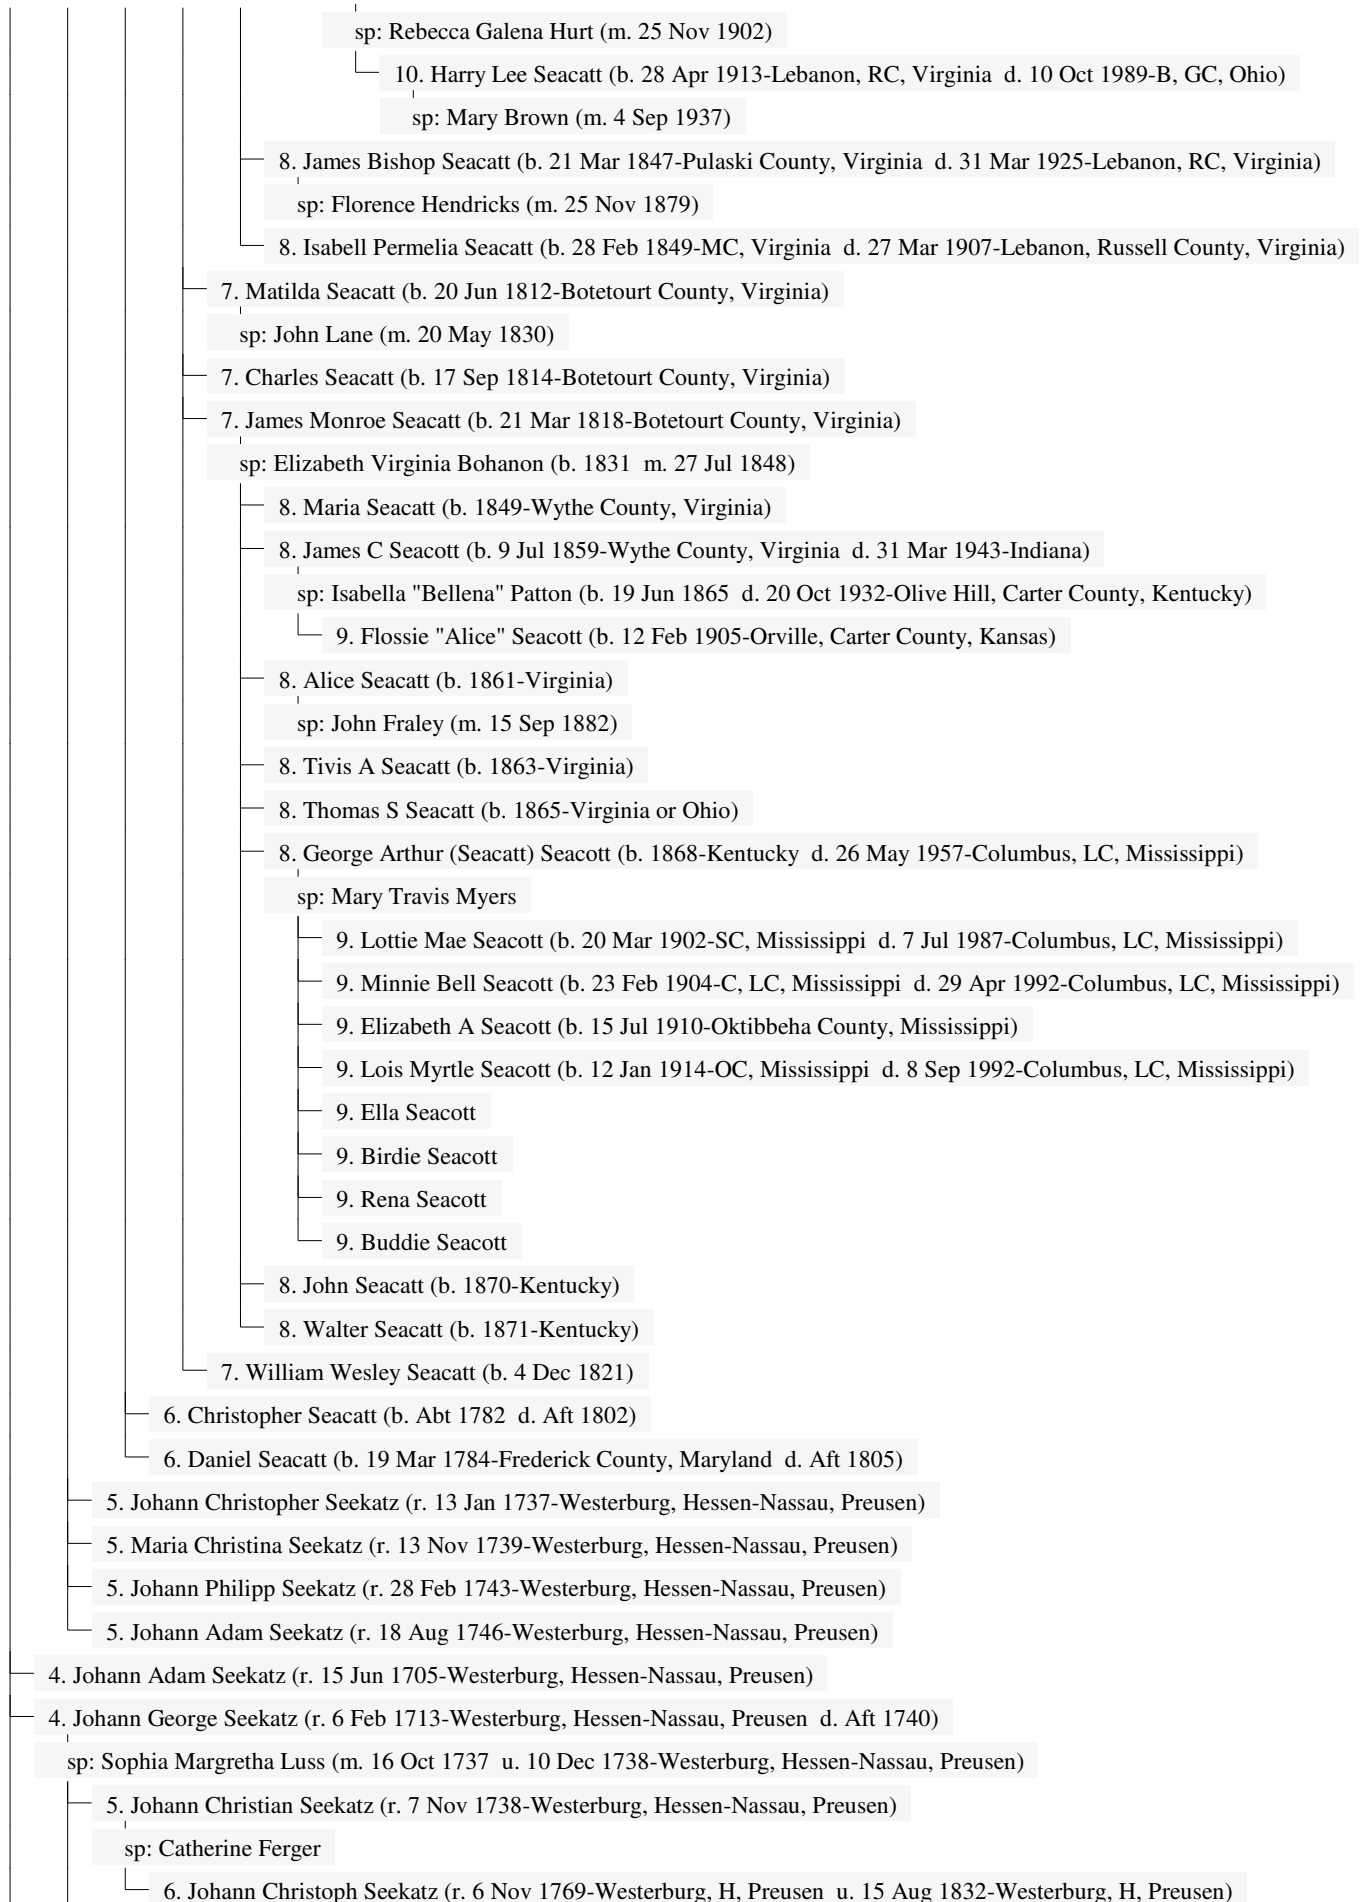 sp: Rebecca Galena Hurt (m. 25 Nov 1902)
10. Harry Lee Seacatt (b. 28 Apr 1913-Lebanon, RC, Virginia d. 10 Oct 1989-B, GC, Ohio)
sp: Mary Brown (m. 4 Sep 1937)
8. James Bishop Seacatt (b. 21 Mar 1847-Pulaski County, Virginia d. 31 Mar 1925-Lebanon, RC, Virginia)
sp: Florence Hendricks (m. 25 Nov 1879)
8. Isabell Permelia Seacatt (b. 28 Feb 1849-MC, Virginia d. 27 Mar 1907-Lebanon, Russell County, Virginia)
7. Matilda Seacatt (b. 20 Jun 1812-Botetourt County, Virginia)
sp: John Lane (m. 20 May 1830)
7. Charles Seacatt (b. 17 Sep 1814-Botetourt County, Virginia)
7. James Monroe Seacatt (b. 21 Mar 1818-Botetourt County, Virginia)
sp: Elizabeth Virginia Bohanon (b. 1831 m. 27 Jul 1848)
8. Maria Seacatt (b. 1849-Wythe County, Virginia)
8. James C Seacott (b. 9 Jul 1859-Wythe County, Virginia d. 31 Mar 1943-Indiana)
sp: Isabella "Bellena" Patton (b. 19 Jun 1865 d. 20 Oct 1932-Olive Hill, Carter County, Kentucky)
9. Flossie "Alice" Seacott (b. 12 Feb 1905-Orville, Carter County, Kansas)
8. Alice Seacatt (b. 1861-Virginia)
sp: John Fraley (m. 15 Sep 1882)
8. Tivis A Seacatt (b. 1863-Virginia)
8. Thomas S Seacatt (b. 1865-Virginia or Ohio)
8. George Arthur (Seacatt) Seacott (b. 1868-Kentucky d. 26 May 1957-Columbus, LC, Mississippi)
sp: Mary Travis Myers
9. Lottie Mae Seacott (b. 20 Mar 1902-SC, Mississippi d. 7 Jul 1987-Columbus, LC, Mississippi)
9. Minnie Bell Seacott (b. 23 Feb 1904-C, LC, Mississippi d. 29 Apr 1992-Columbus, LC, Mississippi)
9. Elizabeth A Seacott (b. 15 Jul 1910-Oktibbeha County, Mississippi)
9. Lois Myrtle Seacott (b. 12 Jan 1914-OC, Mississippi d. 8 Sep 1992-Columbus, LC, Mississippi)
9. Ella Seacott
9. Birdie Seacott
9. Rena Seacott
9. Buddie Seacott
8. John Seacatt (b. 1870-Kentucky)
8. Walter Seacatt (b. 1871-Kentucky)
7. William Wesley Seacatt (b. 4 Dec 1821)
6. Christopher Seacatt (b. Abt 1782 d. Aft 1802)
6. Daniel Seacatt (b. 19 Mar 1784-Frederick County, Maryland d. Aft 1805)
5. Johann Christopher Seekatz (r. 13 Jan 1737-Westerburg, Hessen-Nassau, Preusen)
5. Maria Christina Seekatz (r. 13 Nov 1739-Westerburg, Hessen-Nassau, Preusen)
5. Johann Philipp Seekatz (r. 28 Feb 1743-Westerburg, Hessen-Nassau, Preusen)
5. Johann Adam Seekatz (r. 18 Aug 1746-Westerburg, Hessen-Nassau, Preusen)
4. Johann Adam Seekatz (r. 15 Jun 1705-Westerburg, Hessen-Nassau, Preusen)
4. Johann George Seekatz (r. 6 Feb 1713-Westerburg, Hessen-Nassau, Preusen d. Aft 1740)
sp: Sophia Margretha Luss (m. 16 Oct 1737 u. 10 Dec 1738-Westerburg, Hessen-Nassau, Preusen)
5. Johann Christian Seekatz (r. 7 Nov 1738-Westerburg, Hessen-Nassau, Preusen)
sp: Catherine Ferger
6. Johann Christoph Seekatz (r. 6 Nov 1769-Westerburg, H, Preusen u. 15 Aug 1832-Westerburg, H, Preusen)